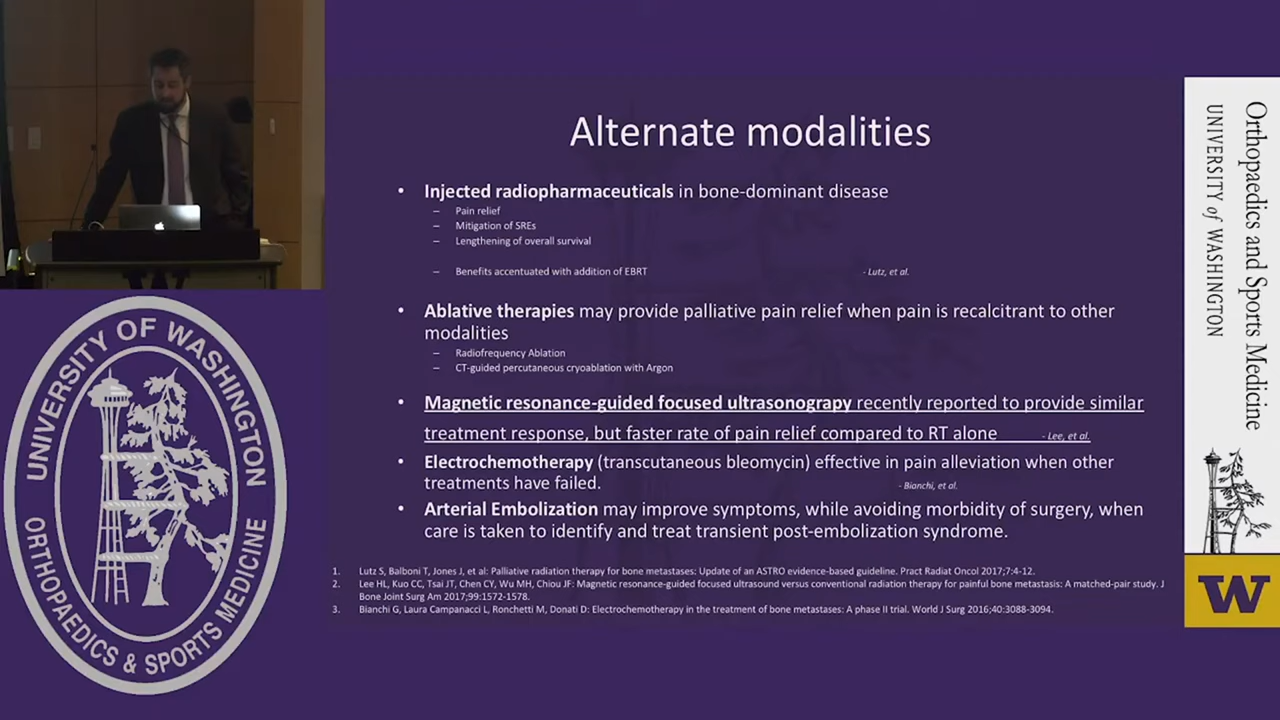 Alternate modalities
• Injected radiopharmaceuticals in bone-dominant disease
– Pain relief
– Mitigation of SREs
– Lengthening of overall survival
– Benefits accentuated with addition of EBRT - Lutz, et al.
• Ablative therapies may provide palliative pain relief when pain is recalcitrant to other
modalities
– Radiofrequency Ablation
– CT-guided percutaneous cryoablation with Argon
• Magnetic resonance-guided focused ultrasonography recently reported to provide similar
treatment response, but faster rate of pain relief compared to RT alone - Lee, et al.
• Electrochemotherapy (transcutaneous bleomycin) effective in pain alleviation when other
treatments have failed. - Bianchi, et al.
• Arterial Embolization may improve symptoms, while avoiding morbidity of surgery, when
care is taken to identify and treat transient post-embolization syndrome.
1. Lutz S, Balboni T, Jones J, et al: Palliative radiation therapy for bone metastases: Update of an ASTRO evidence-based guideline. Pract Radiat Oncol 2017;7:4-12.
2. Lee HL, Kuo CC, Tsai JT, Chen CY, Wu MH, Chiou JF: Magnetic resonance-guided focused ultrasound versus conventional radiation therapy for painful bone metastasis: A matched-pair study. J
Bone Joint Surg Am 2017;99:1572-1578.
3. Bianchi G, Laura Campanacci L, Ronchetti M, Donati D: Electrochemotherapy in the treatment of bone metastases: A phase II trial. World J Surg 2016;40:3088-3094.
UNIVERSITY OF WASHINGTON
ORTHOPAEDICS & SPORTS MEDICINE
Orthopaedics and Sports Medicine
UNIVERSITY of WASHINGTON
W